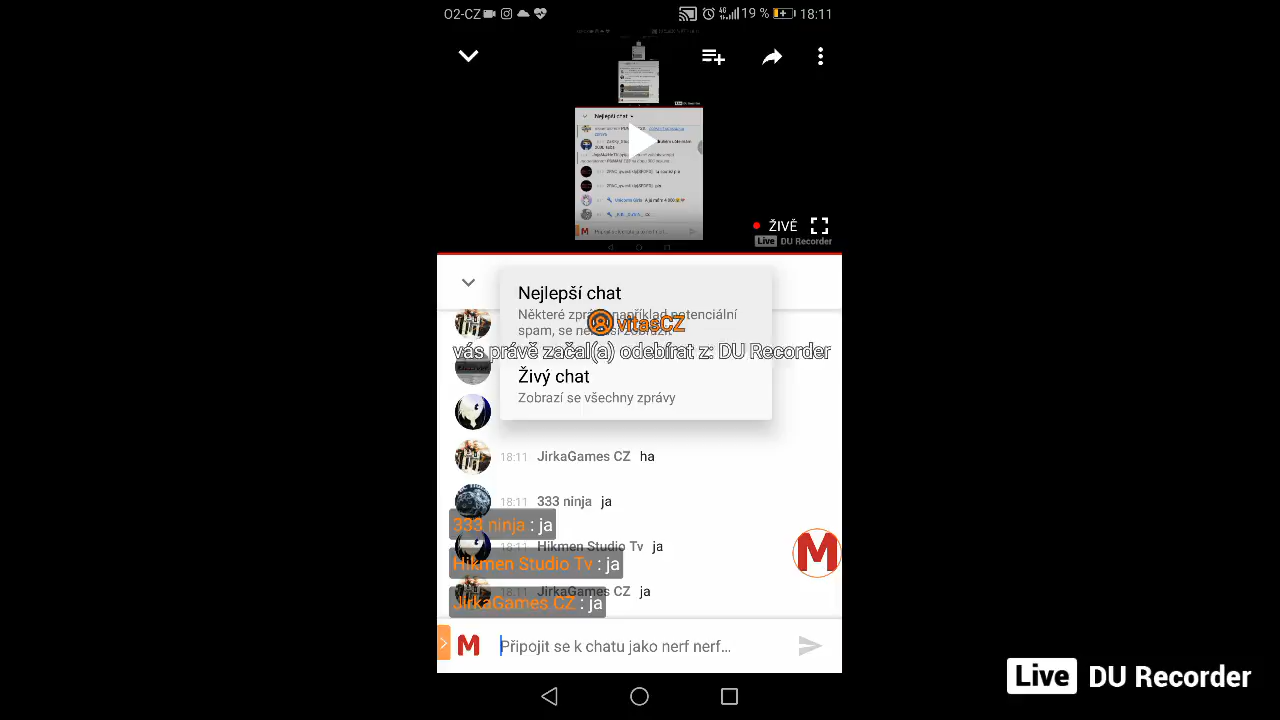 O2-CZ 4G 19 % 18:11
Nejlepší chat
ŽIVĚ
Live DU Recorder
Nejlepší chat
Některé zprávy, například potenciální
spam, se
vitasCZ
vás právě začal(a) odebírat z: DU Recorder
Živý chat
Zobrazí se všechny zprávy
18:11 JirkaGames CZ ha
18:11 333 ninja ja
333 ninja : ja
18:11 Hikmen Studio Tv ja
Hikmen Studio Tv : ja
18:11 JirkaGames CZ ja
JirkaGames CZ : ja
M
M Připojit se k chatu jako nerf nerf...
Live DU Recorder